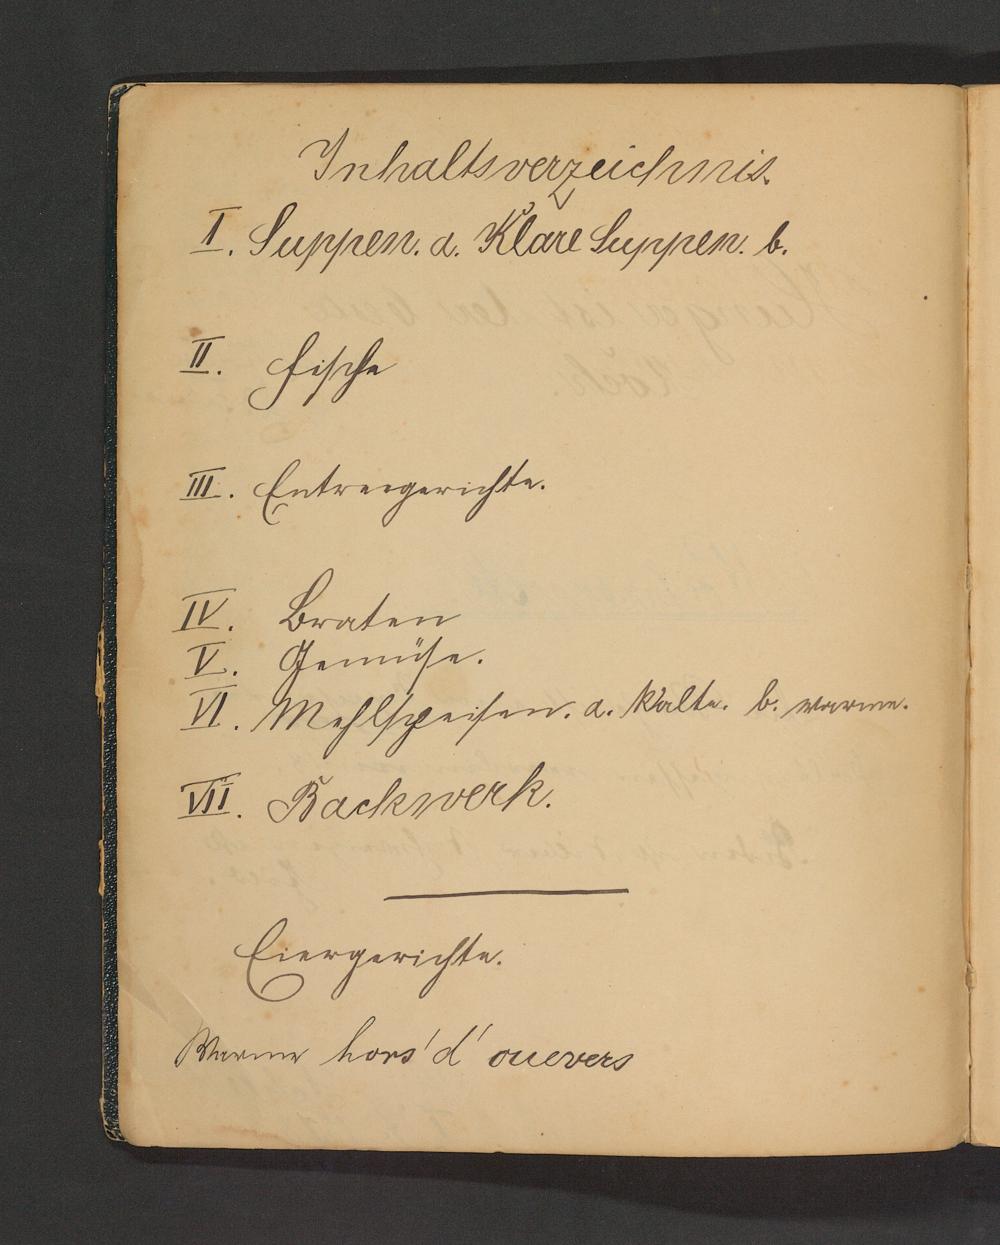 Inhaltsverzeichnis.
I. Suppen. a. Klare Suppen. b.
II. Fische
III. Entreegerichte.
IV. Braten
V. Gemüse.
VI. Mehlspeisen. a. Kalte. b. warme.
VII. Backwerk.
Eiergerichte.
Warme hors'd'ouevers